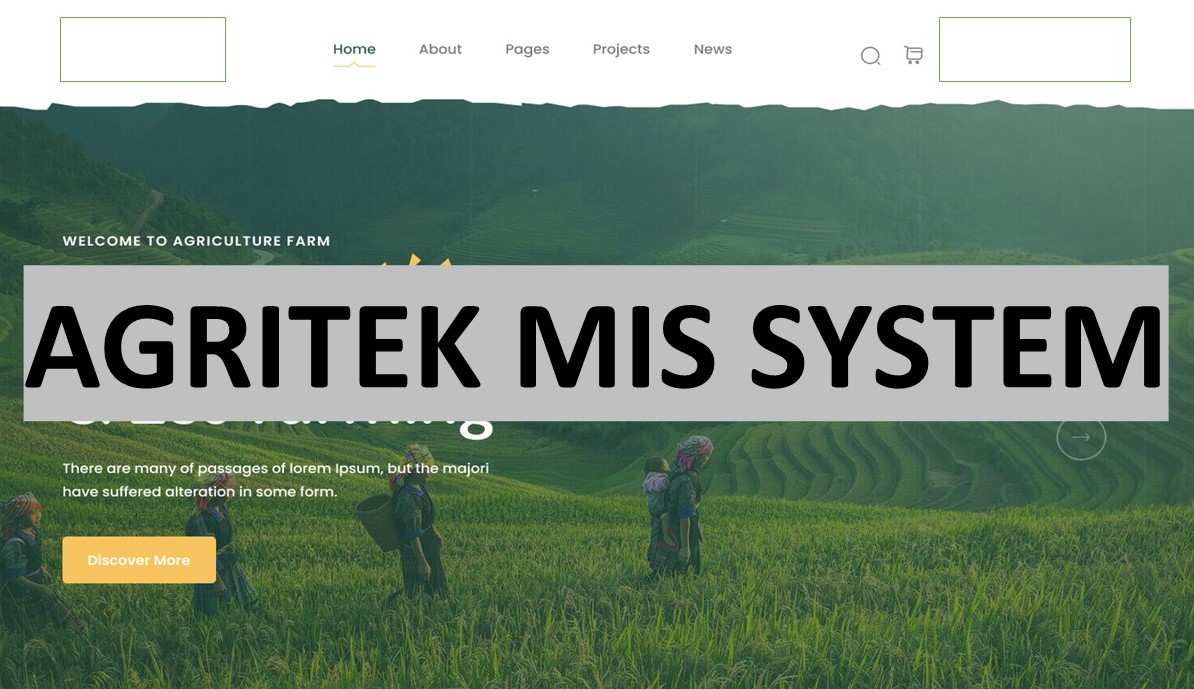 Home About Pages Projects News
WELCOME TO AGRICULTURE FARM
AGRITEK MIS SYSTEM
There are many of passages of lorem Ipsum, but the majori
have suffered alteration in some form.
Discover More